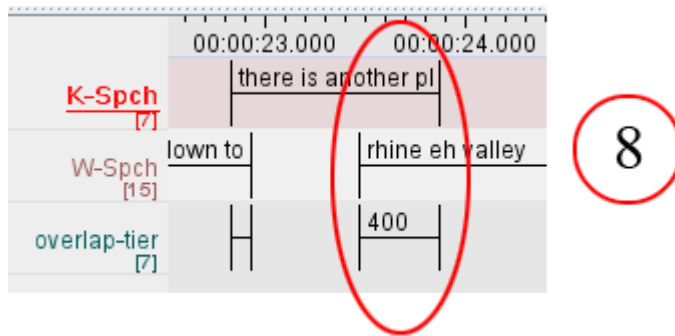 00:00:23.000 00:00:24.000
K-Spch there is another pl
[7]
W-Spch lown to rhine eh valley
[15]
overlap-tier 400
[7]
8